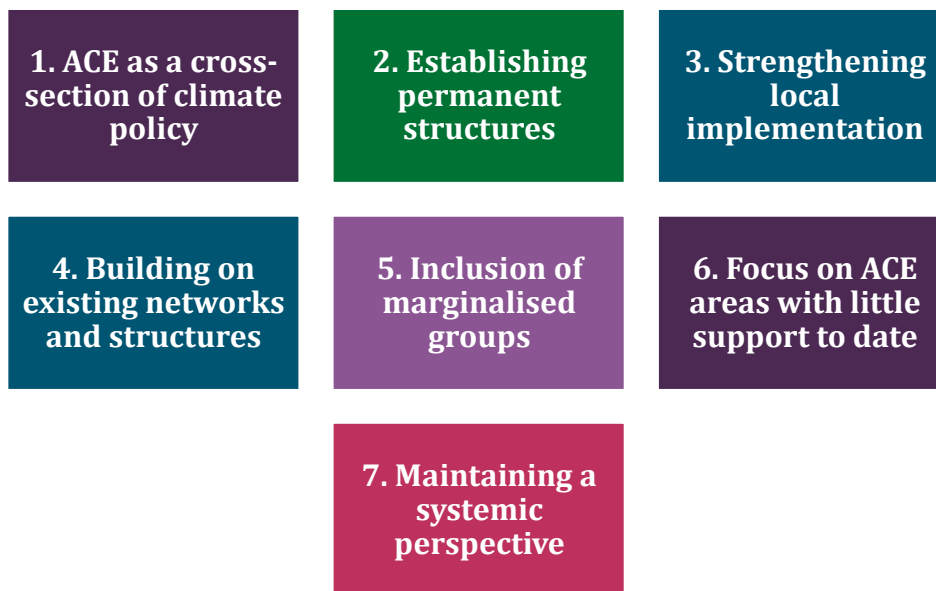 1. ACE as a cross-
section of climate
policy
2. Establishing
permanent
structures
3. Strengthening
local
implementation
4. Building on
existing networks
and structures
5. Inclusion of
marginalised
groups
6. Focus on ACE
areas with little
support to date
7. Maintaining a
systemic
perspective